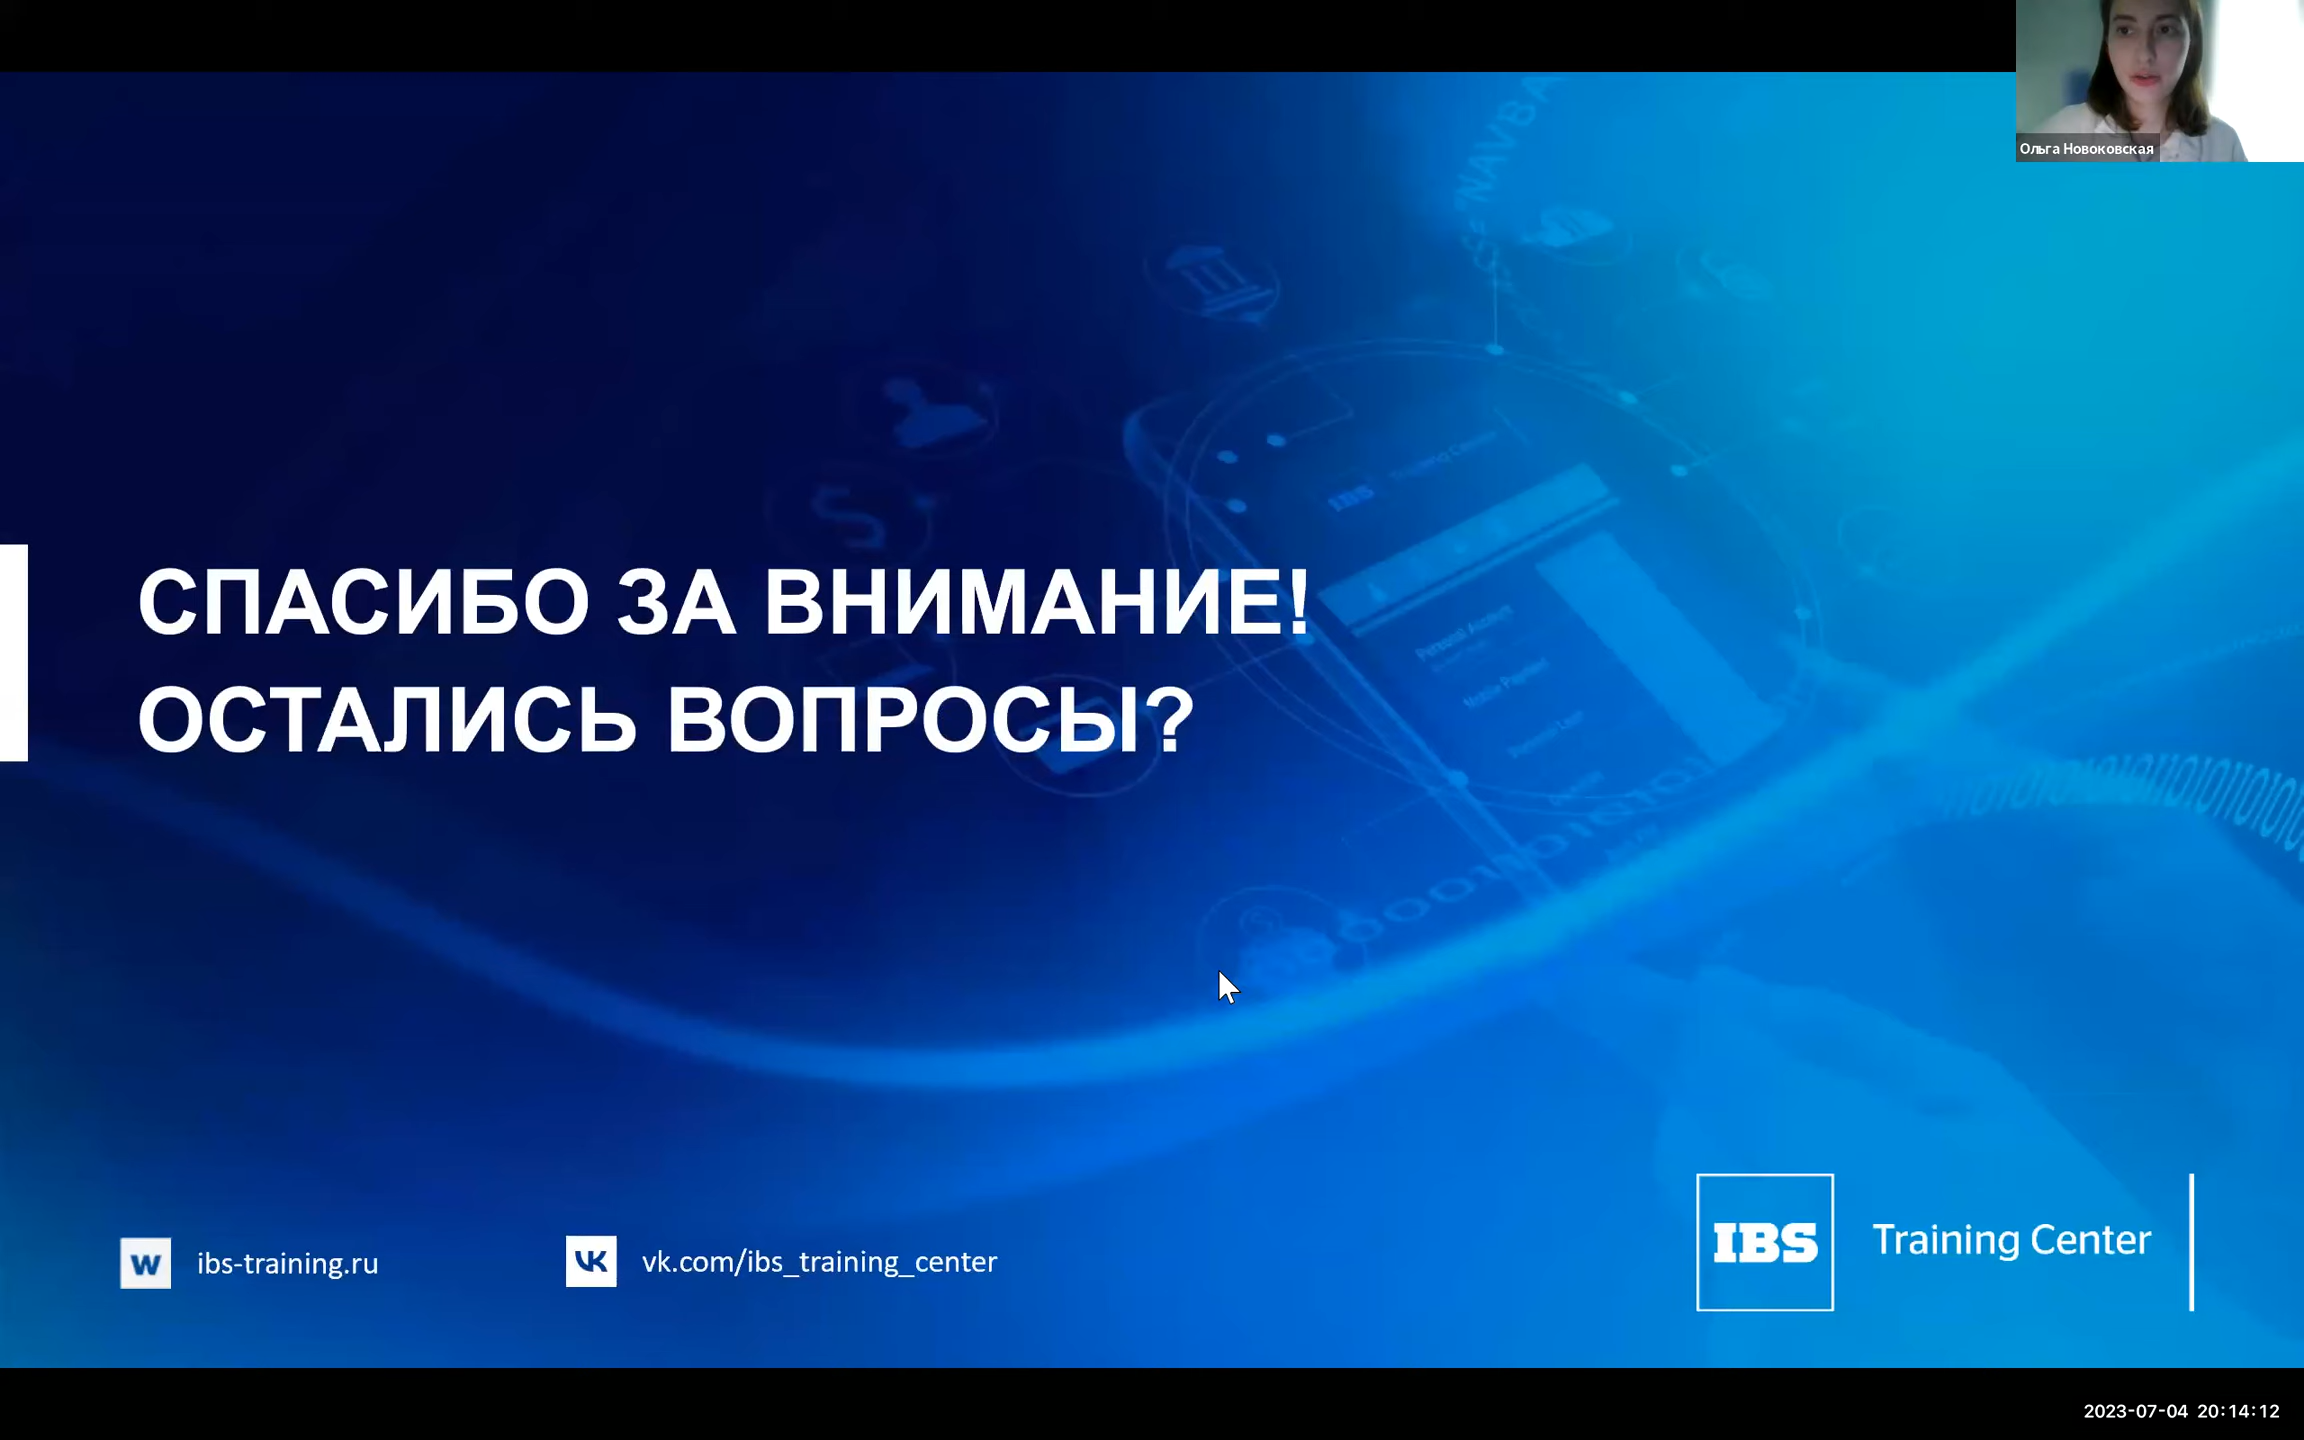 Ольга Новоковская
СПАСИБО ЗА ВНИМАНИЕ!
ОСТАЛИСЬ ВОПРОСЫ?
W ibs-training.ru
vk.com/ibs_training_center
IBS Training Center
2023-07-04 20:14:12